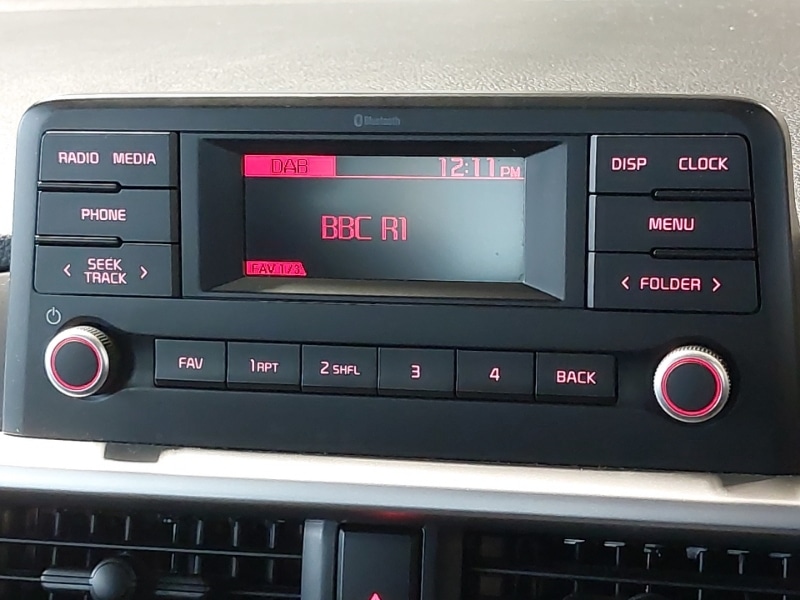 Bluetooth
RADIO MEDIA
PHONE
< SEEK TRACK >
DAB 12:11 PM
BBC R1
FAV 1/3
DISP CLOCK
MENU
< FOLDER >
FAV 1 RPT 2 SHFL 3 4 BACK